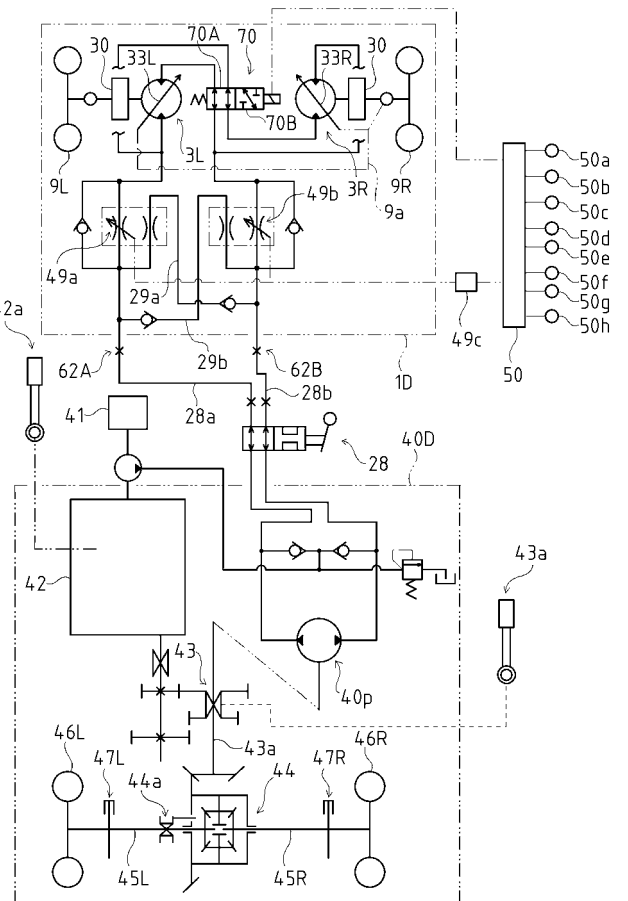 70A
70
30
33L
33R
30
70B
9L
3L
3R
9R
9a
50a
50b
50c
50d
50e
50f
50g
50h
49b
49a
29a
49c
50
29b
1D
42a
62A
62B
28a
28b
41
28
40D
42
43a
43
40p
43a
46L
47L
44a
44
47R
46R
45L
45R